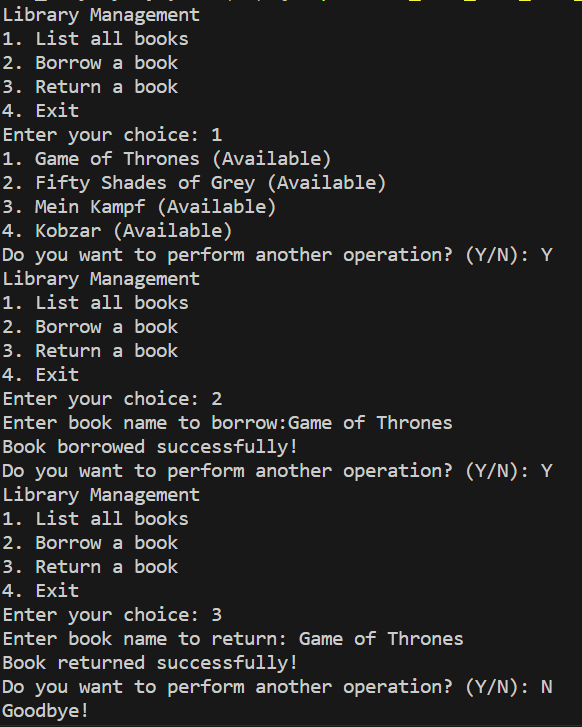 Library Management
1. List all books
2. Borrow a book
3. Return a book
4. Exit
Enter your choice: 1
1. Game of Thrones (Available)
2. Fifty Shades of Grey (Available)
3. Mein Kampf (Available)
4. Kobzar (Available)
Do you want to perform another operation? (Y/N): Y
Library Management
1. List all books
2. Borrow a book
3. Return a book
4. Exit
Enter your choice: 2
Enter book name to borrow:Game of Thrones
Book borrowed successfully!
Do you want to perform another operation? (Y/N): Y
Library Management
1. List all books
2. Borrow a book
3. Return a book
4. Exit
Enter your choice: 3
Enter book name to return: Game of Thrones
Book returned successfully!
Do you want to perform another operation? (Y/N): N
Goodbye!